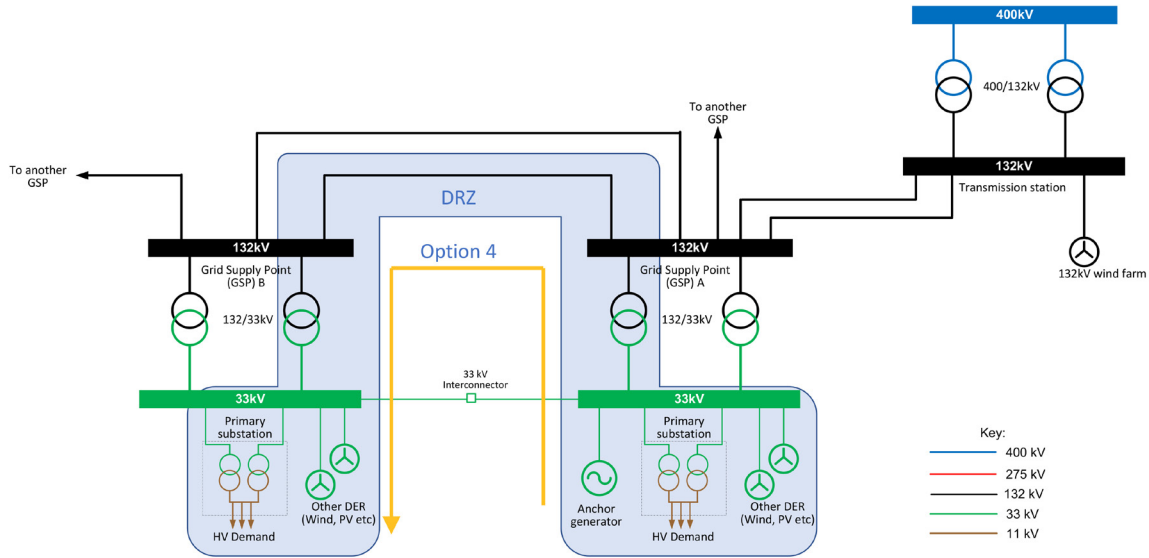 400kV
400/132kV
To another
GSP
132kV
Transmission station
To another
GSP
DRZ
132kV
Grid Supply Point
(GSP) B
Option 4
132kV
Grid Supply Point
(GSP) A
132kV wind farm
132/33kV
132/33kV
33 kV
Interconnector
33kV
33kV
Primary
substation
Primary
substation
Other DER
(Wind, PV etc)
HV Demand
Anchor
generator
Other DER
(Wind, PV etc)
HV Demand
Key:
400 kV
275 kV
132 kV
33 kV
11 kV